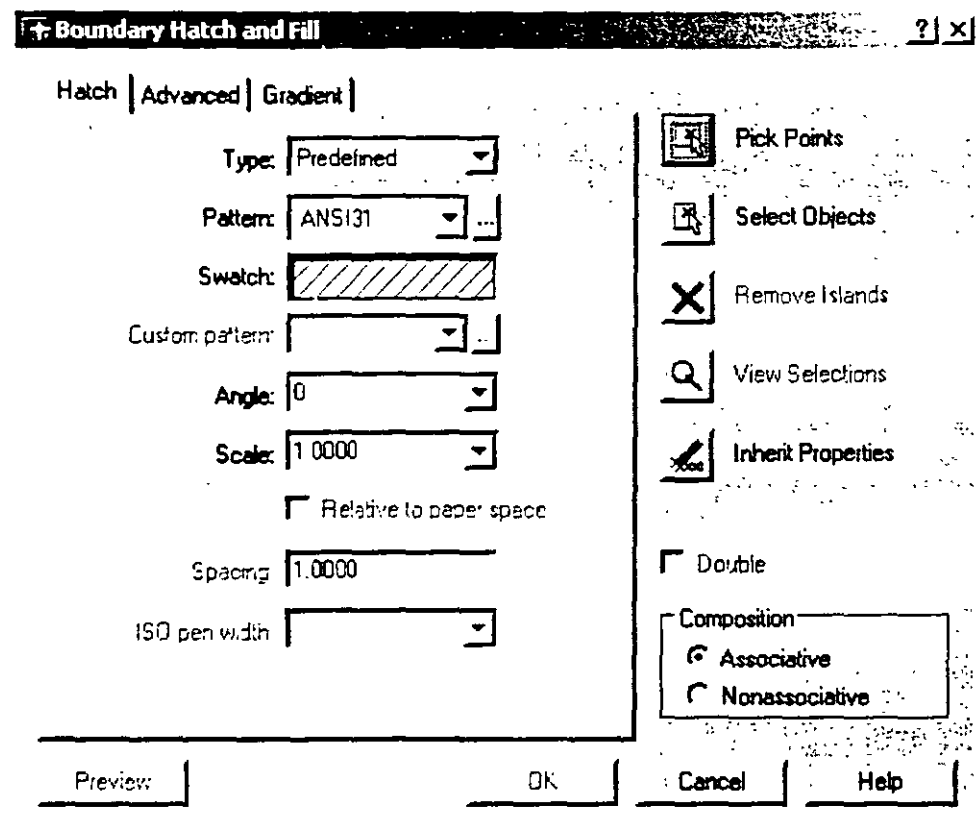 Boundary Hatch and Fill
Hatch Advanced Gradient
Type: Predefined
Pattern: ANSI31 ...
Swatch:
Custom pattern: ...
Angle: 0
Scale: 1.0000
Relative to paper space
Spacing: 1.0000
ISO pen width:
Pick Points
Select Objects
Remove Islands
View Selections
Inherit Properties
Double
Composition
Associative
Nonassociative
Preview OK Cancel Help